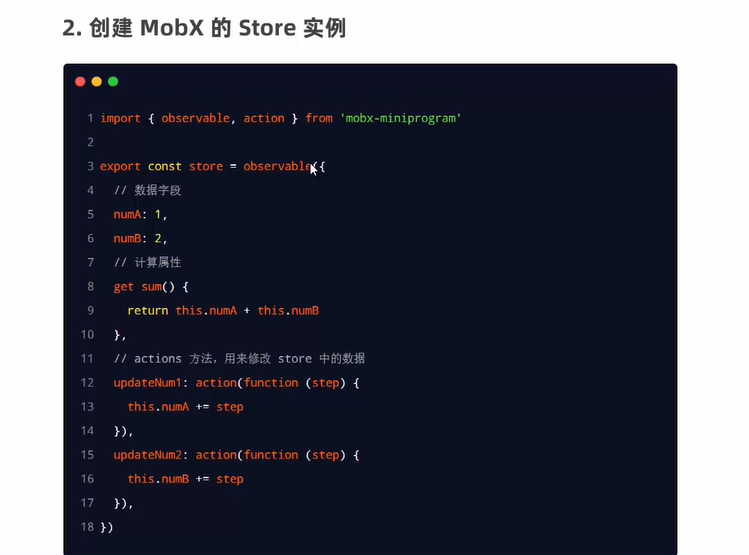 2. 创建 MobX 的 Store 实例
1 import { observable, action } from 'mobx-miniprogram'
2
3 export const store = observable({
4 // 数据字段
5 numA: 1,
6 numB: 2,
7 // 计算属性
8 get sum() {
9 return this.numA + this.numB
10 },
11 // actions 方法，用来修改 store 中的数据
12 updateNum1: action(function (step) {
13 this.numA += step
14 }),
15 updateNum2: action(function (step) {
16 this.numB += step
17 }),
18 })